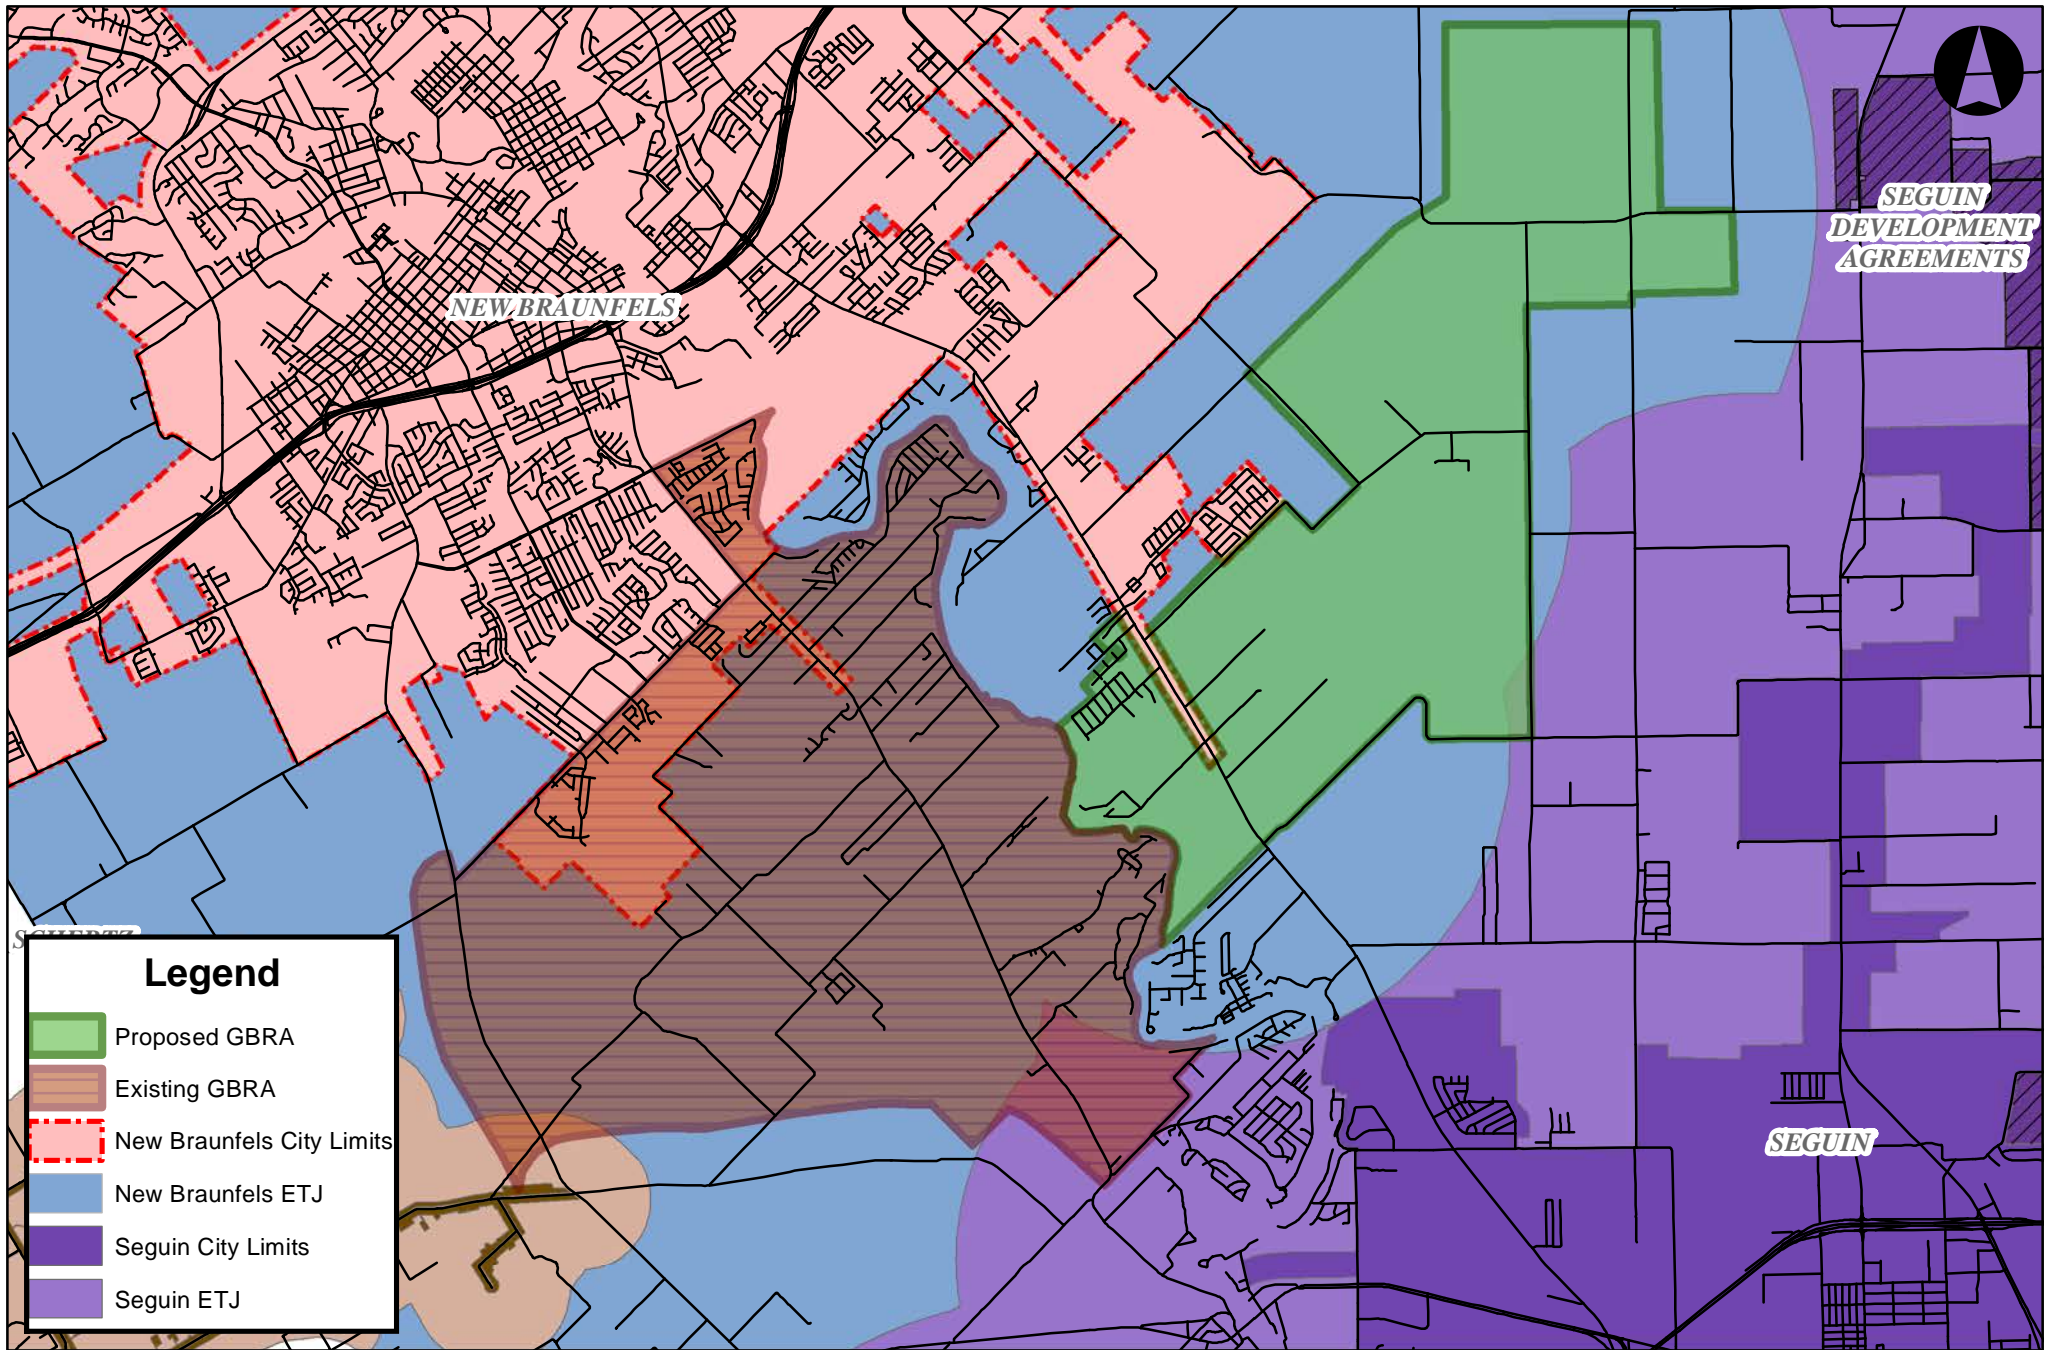 NEW BRAUNFELS
SEGUIN
DEVELOPMENT
AGREEMENTS
SCHERTZ
Legend
Proposed GBRA
Existing GBRA
New Braunfels City Limits
New Braunfels ETJ
Seguin City Limits
Seguin ETJ
SEGUIN